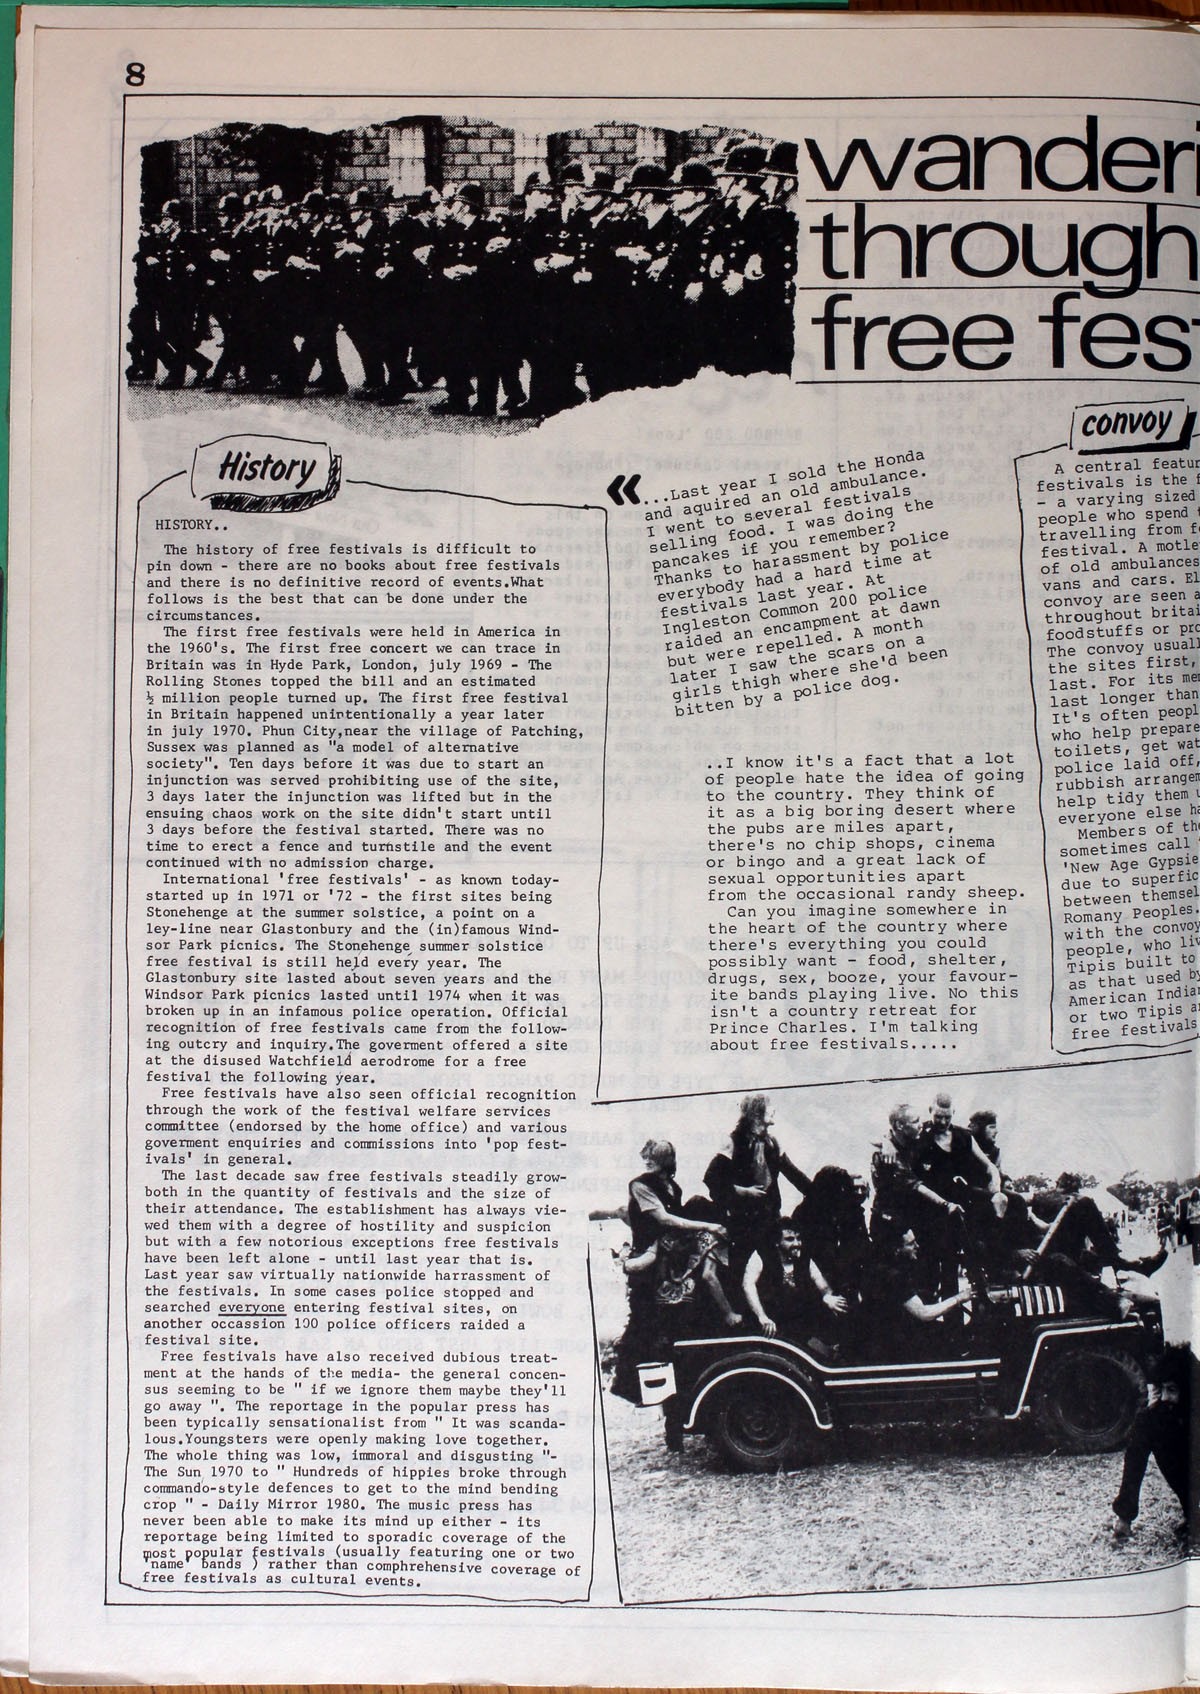 8
wanderi
through
free fes
History
HISTORY..
The history of free festivals is difficult to
pin down - there are no books about free festivals
and there is no definitive record of events.What
follows is the best that can be done under the
circumstances.
The first free festivals were held in America in
the 1960's. The first free concert we can trace in
Britain was in Hyde Park, London, july 1969 - The
Rolling Stones topped the bill and an estimated
½ million people turned up. The first free festival
in Britain happened unintentionally a year later
in july 1970. Phun City,near the village of Patching,
Sussex was planned as "a model of alternative
society". Ten days before it was due to start an
injunction was served prohibiting use of the site,
3 days later the injunction was lifted but in the
ensuing chaos work on the site didn't start until
3 days before the festival started. There was no
time to erect a fence and turnstile and the event
continued with no admission charge.
International 'free festivals' - as known today-
started up in 1971 or '72 - the first sites being
Stonehenge at the summer solstice, a point on a
ley-line near Glastonbury and the (in)famous Wind-
sor Park picnics. The Stonehenge summer solstice
free festival is still held every year. The
Glastonbury site lasted about seven years and the
Windsor Park picnics lasted until 1974 when it was
broken up in an infamous police operation. Official
recognition of free festivals came from the follow-
ing outcry and inquiry.The goverment offered a site
at the disused Watchfield aerodrome for a free
festival the following year.
Free festivals have also seen official recognition
through the work of the festival welfare services
committee (endorsed by the home office) and various
goverment enquiries and commissions into 'pop fest-
ivals' in general.
The last decade saw free festivals steadily grow-
both in the quantity of festivals and the size of
their attendance. The establishment has always vie-
wed them with a degree of hostility and suspicion
but with a few notorious exceptions free festivals
have been left alone - until last year that is.
Last year saw virtually nationwide harrassment of
the festivals. In some cases police stopped and
searched everyone entering festival sites, on
another occassion 100 police officers raided a
festival site.
Free festivals have also received dubious treat-
ment at the hands of the media- the general concen-
sus seeming to be " if we ignore them maybe they'll
go away ". The reportage in the popular press has
been typically sensationalist from " It was scanda-
lous.Youngsters were openly making love together.
The whole thing was low, immoral and disgusting "-
The Sun 1970 to " Hundreds of hippies broke through
commando-style defences to get to the mind bending
crop " - Daily Mirror 1980. The music press has
never been able to make its mind up either - its
reportage being limited to sporadic coverage of the
most popular festivals (usually featuring one or two
'name' bands ) rather than comphrehensive coverage of
free festivals as cultural events.
«...Last year I sold the Honda
and aquired an old ambulance.
I went to several festivals
selling food. I was doing the
pancakes if you remember?
Thanks to harassment by police
everybody had a hard time at
festivals last year. At
Ingleston Common 200 police
raided an encampment at dawn
but were repelled. A month
later I saw the scars on a
girls thigh where she'd been
bitten by a police dog.
..I know it's a fact that a lot
of people hate the idea of going
to the country. They think of
it as a big boring desert where
the pubs are miles apart,
there's no chip shops, cinema
or bingo and a great lack of
sexual opportunities apart
from the occasional randy sheep.
Can you imagine somewhere in
the heart of the country where
there's everything you could
possibly want - food, shelter,
drugs, sex, booze, your favour-
ite bands playing live. No this
isn't a country retreat for
Prince Charles. I'm talking
about free festivals.....
convoy
A central featur
festivals is the f
- a varying sized
people who spend t
travelling from fe
festival. A motle
of old ambulances
vans and cars. El
convoy are seen a
throughout britai
foodstuffs or pro
The convoy usuall
the sites first,
last. For its mem
last longer than
It's often peopl
who help prepare
toilets, get wat
police laid off,
rubbish arrangem
help tidy them u
everyone else ha
Members of the
sometimes call
'New Age Gypsie
due to superfic
between themsel
Romany Peoples.
with the convoy
people, who liv
Tipis built to
as that used by
American Indian
or two Tipis a
free festivals